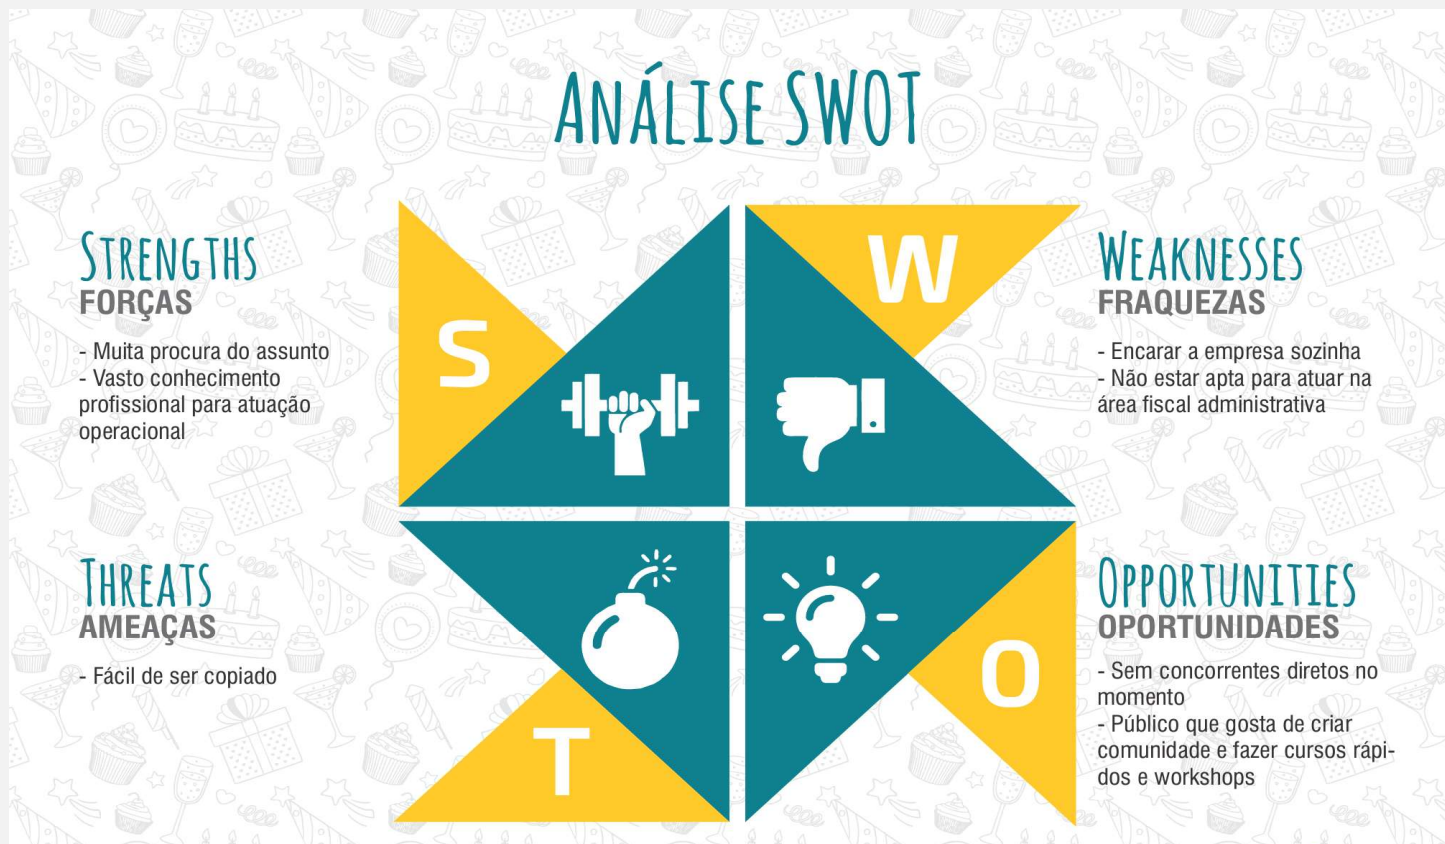 ANÁLISE SWOT
STRENGTHS
FORÇAS
- Muita procura do assunto
- Vasto conhecimento
profissional para atuação
operacional
S
W
WEAKNESSES
FRAQUEZAS
- Encarar a empresa sozinha
- Não estar apta para atuar na
área fiscal administrativa
THREATS
AMEAÇAS
- Fácil de ser copiado
T
O
OPPORTUNITIES
OPORTUNIDADES
- Sem concorrentes diretos no
momento
- Público que gosta de criar
comunidade e fazer cursos rápi-
dos e workshops